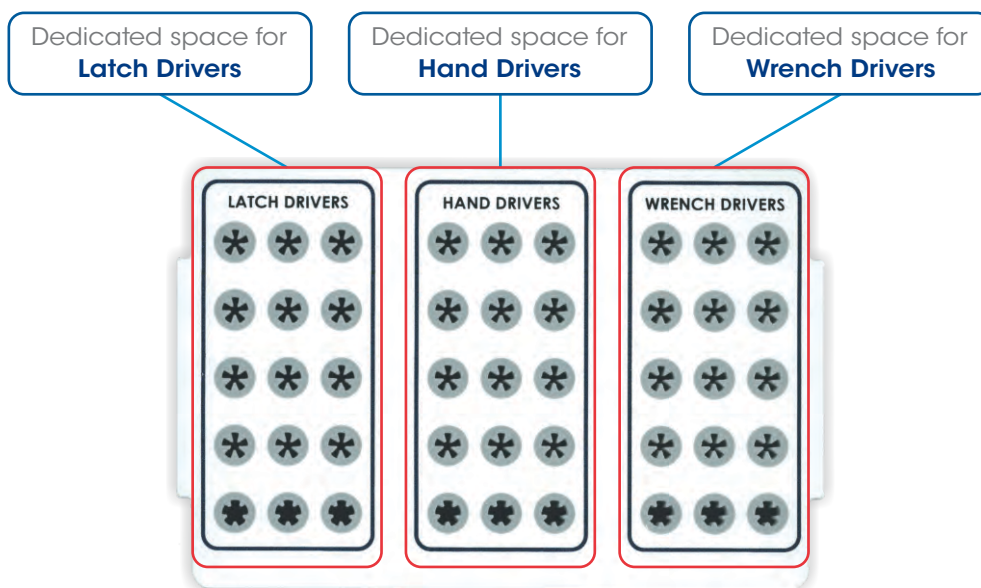 Dedicated space for
Latch Drivers
Dedicated space for
Hand Drivers
Dedicated space for
Wrench Drivers
LATCH DRIVERS
HAND DRIVERS
WRENCH DRIVERS